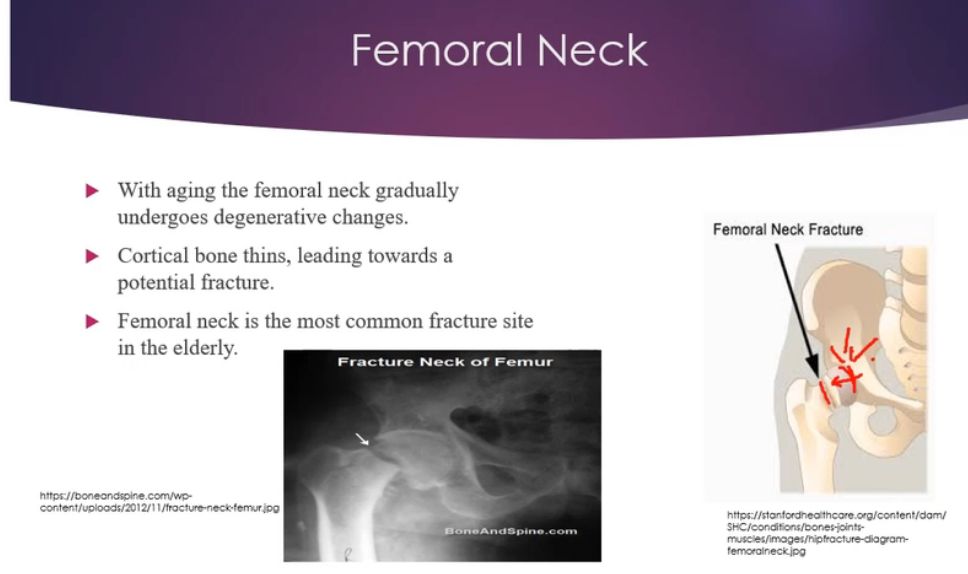 Femoral Neck
With aging the femoral neck gradually
undergoes degenerative changes.
Cortical bone thins, leading towards a
potential fracture.
Femoral neck is the most common fracture site
in the elderly.
Femoral Neck Fracture
Fracture Neck of Femur
BoneAndSpine.com
R
https://boneandspine.com/wp-
content/uploads/2012/11/fracture-neck-femur.jpg
https://stanfordhealthcare.org/content/dam/
SHC/conditions/bones-joints-
muscles/images/hipfracture-diagram-
femoralneck.jpg